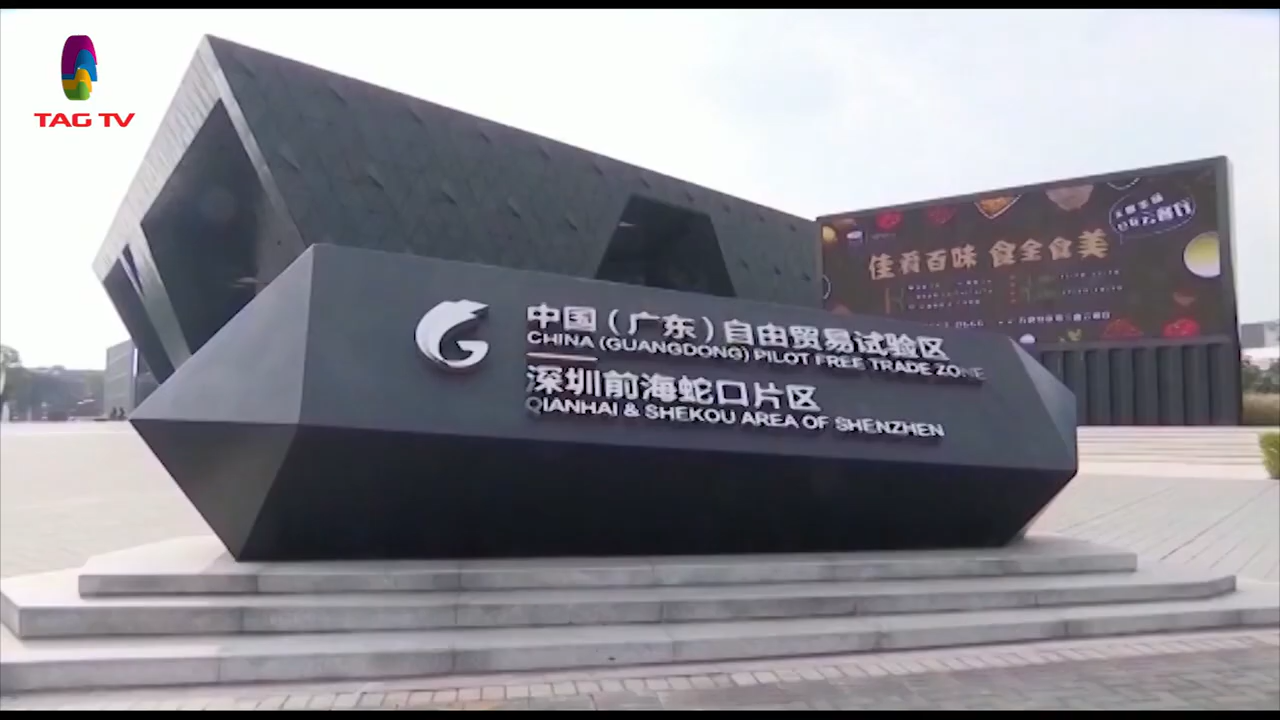 TAG TV
佳肴百味 食全食美
中国（广东）自由贸易试验区
CHINA (GUANGDONG) PILOT FREE TRADE ZONE
深圳前海蛇口片区
QIANHAI & SHEKOU AREA OF SHENZHEN